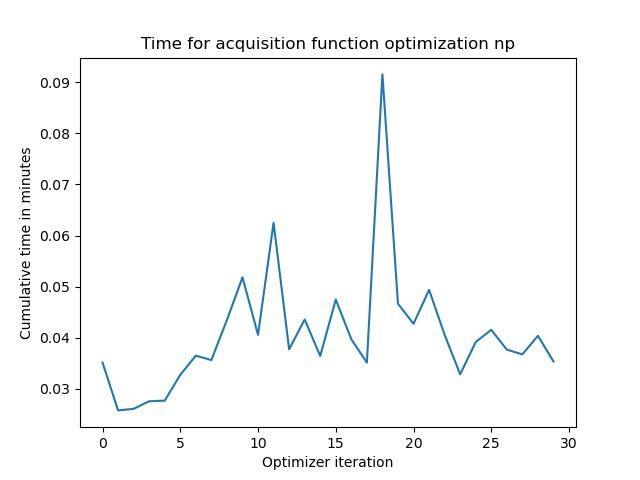 Time for acquisition function optimization np
Cumulative time in minutes
0.09
0.08
0.07
0.06
0.05
0.04
0.03
0 5 10 15 20 25 30
Optimizer iteration